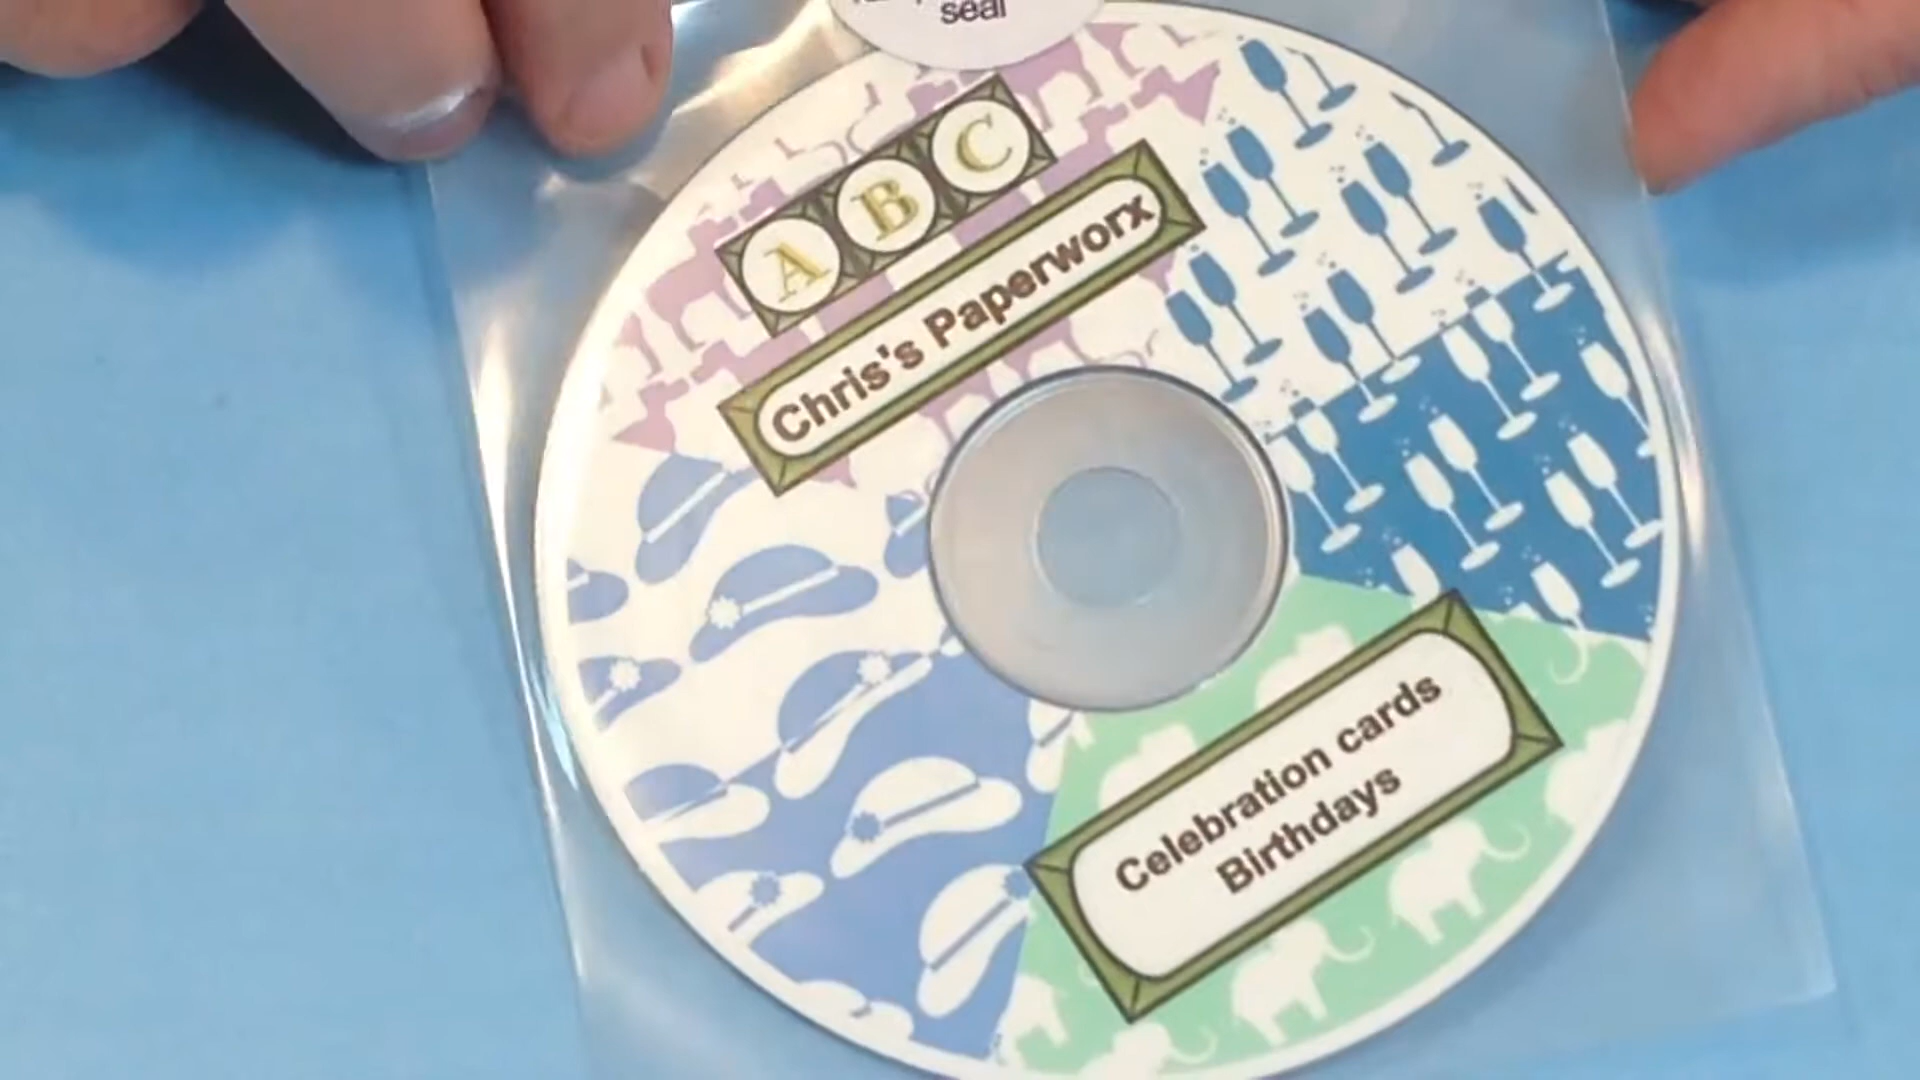 seal
A B C
Chris's Paperworx
Celebration cards
Birthdays